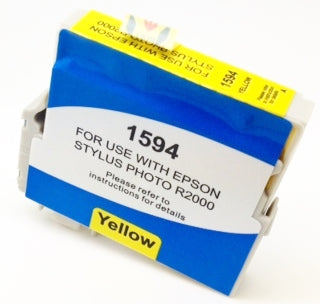 FOR USE WITH EPSON
STYLUS PHOTO R2000
1594
YELLOW
1594
FOR USE WITH EPSON
STYLUS PHOTO R2000
Please refer to
instructions for details
Yellow